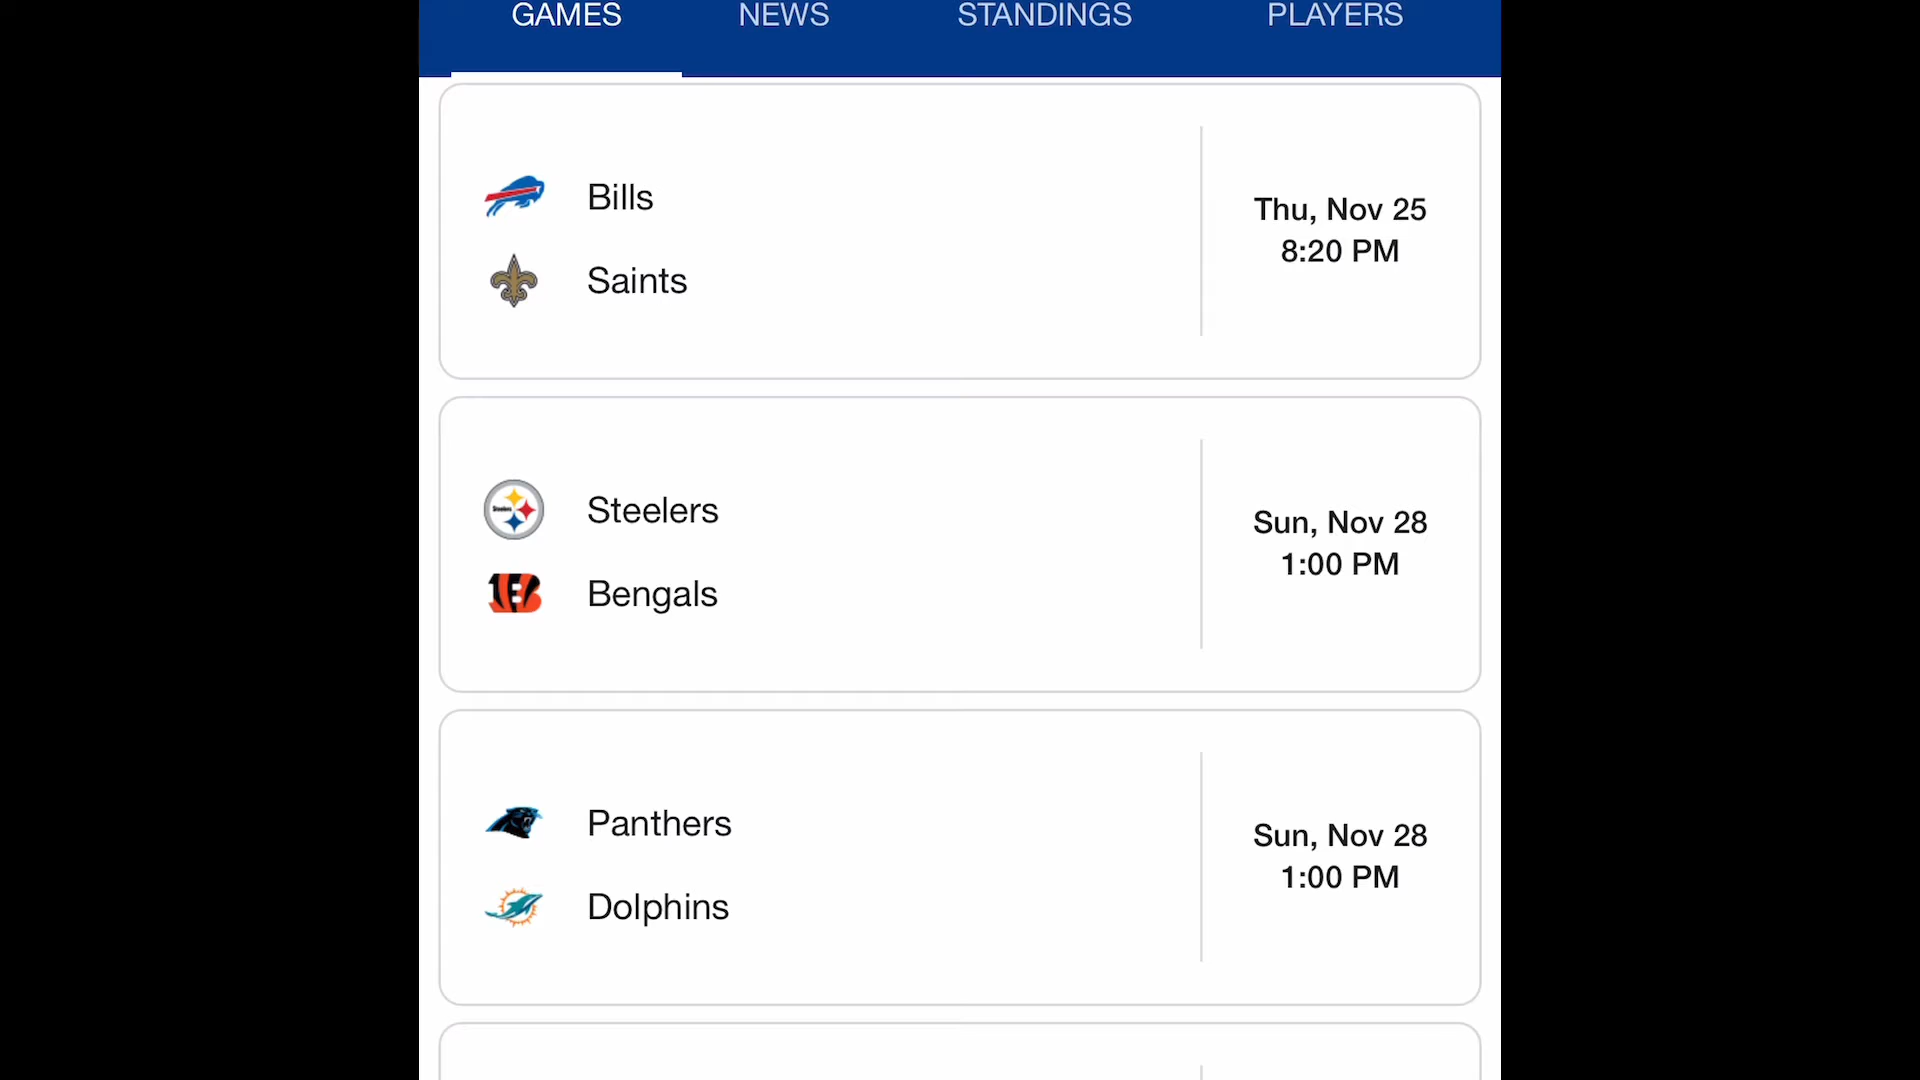 GAMES NEWS STANDINGS PLAYERS
Bills
Saints
Thu, Nov 25
8:20 PM
Steelers
Bengals
Sun, Nov 28
1:00 PM
Panthers
Dolphins
Sun, Nov 28
1:00 PM